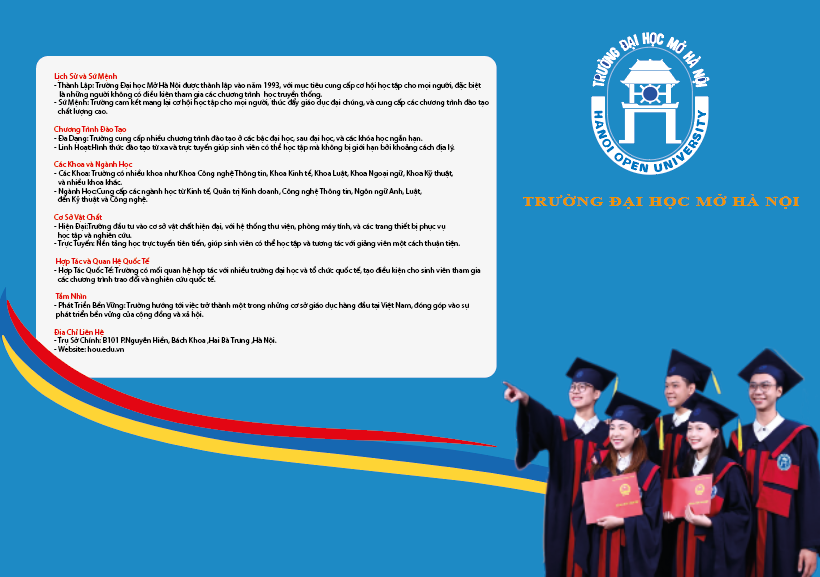 Lịch Sử và Sứ Mệnh
- Thành Lập: Trường Đại học Mở Hà Nội được thành lập vào năm 1993, với mục tiêu cung cấp cơ hội học tập cho mọi người, đặc biệt
là những người không có điều kiện tham gia các chương trình học truyền thống.
- Sứ Mệnh: Trường cam kết mang lại cơ hội học tập cho mọi người, thúc đẩy giáo dục đại chúng, và cung cấp các chương trình đào tạo
chất lượng cao.
Chương Trình Đào Tạo
- Đa Dạng: Trường cung cấp nhiều chương trình đào tạo ở các bậc đại học, sau đại học, và các khóa học ngắn hạn.
- Linh Hoạt:Hình thức đào tạo từ xa và trực tuyến giúp sinh viên có thể học tập mà không bị giới hạn bởi khoảng cách địa lý.
Các Khoa và Ngành Học
- Các Khoa: Trường có nhiều khoa như Khoa Công nghệ Thông tin, Khoa Kinh tế, Khoa Luật, Khoa Ngoại ngữ, Khoa Kỹ thuật,
và nhiều khoa khác.
- Ngành Học:Cung cấp các ngành học từ Kinh tế, Quản trị Kinh doanh, Công nghệ Thông tin, Ngôn ngữ Anh, Luật,
đến Kỹ thuật và Công nghệ.
Cơ Sở Vật Chất
- Hiện Đại:Trường đầu tư vào cơ sở vật chất hiện đại, với hệ thống thư viện, phòng máy tính, và các trang thiết bị phục vụ
học tập và nghiên cứu.
- Trực Tuyến: Nền tảng học trực tuyến tiên tiến, giúp sinh viên có thể học tập và tương tác với giảng viên một cách thuận tiện.
Hợp Tác và Quan Hệ Quốc Tế
- Hợp Tác Quốc Tế: Trường có mối quan hệ hợp tác với nhiều trường đại học và tổ chức quốc tế, tạo điều kiện cho sinh viên tham gia
các chương trình trao đổi và nghiên cứu quốc tế.
Tầm Nhìn
- Phát Triển Bền Vững: Trường hướng tới việc trở thành một trong những cơ sở giáo dục hàng đầu tại Việt Nam, đóng góp vào sự
phát triển bền vững của cộng đồng và xã hội.
Địa Chỉ Liên Hệ
- Trụ Sở Chính: B101 P.Nguyễn Hiền, Bách Khoa ,Hai Bà Trưng ,Hà Nội.
- Website: hou.edu.vn
TRƯỜNG ĐẠI HỌC MỞ HÀ NỘI
HANOI OPEN UNIVERSITY
TRƯỜNG ĐẠI HỌC MỞ HÀ NỘI